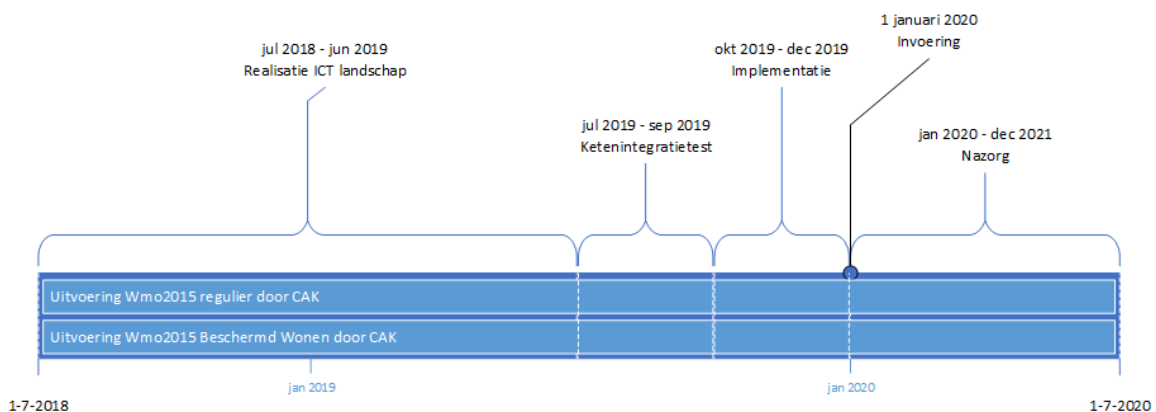 1 januari 2020
Invoering
jul 2018 - jun 2019
Realisatie ICT landschap
okt 2019 - dec 2019
Implementatie
jul 2019 - sep 2019
Ketenintegratietest
jan 2020 - dec 2021
Nazorg
Uitvoering Wmo2015 regulier door CAK
Uitvoering Wmo2015 Beschermd Wonen door CAK
jan 2019
jan 2020
1-7-2018
1-7-2020